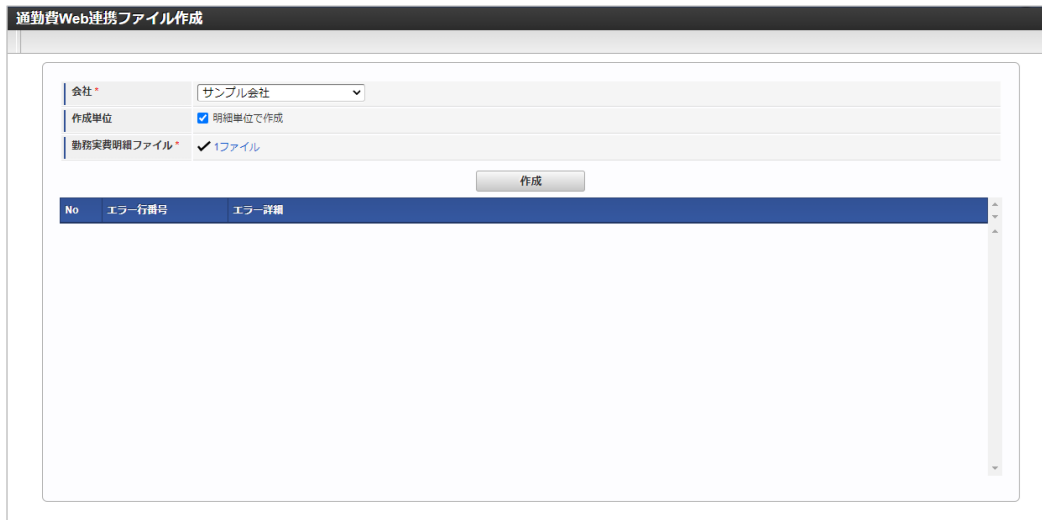 通勤費Web連携ファイル作成
会社* サンプル会社
作成単位 明細単位で作成
勤務実費明細ファイル* 1ファイル
作成
No エラー行番号 エラー詳細